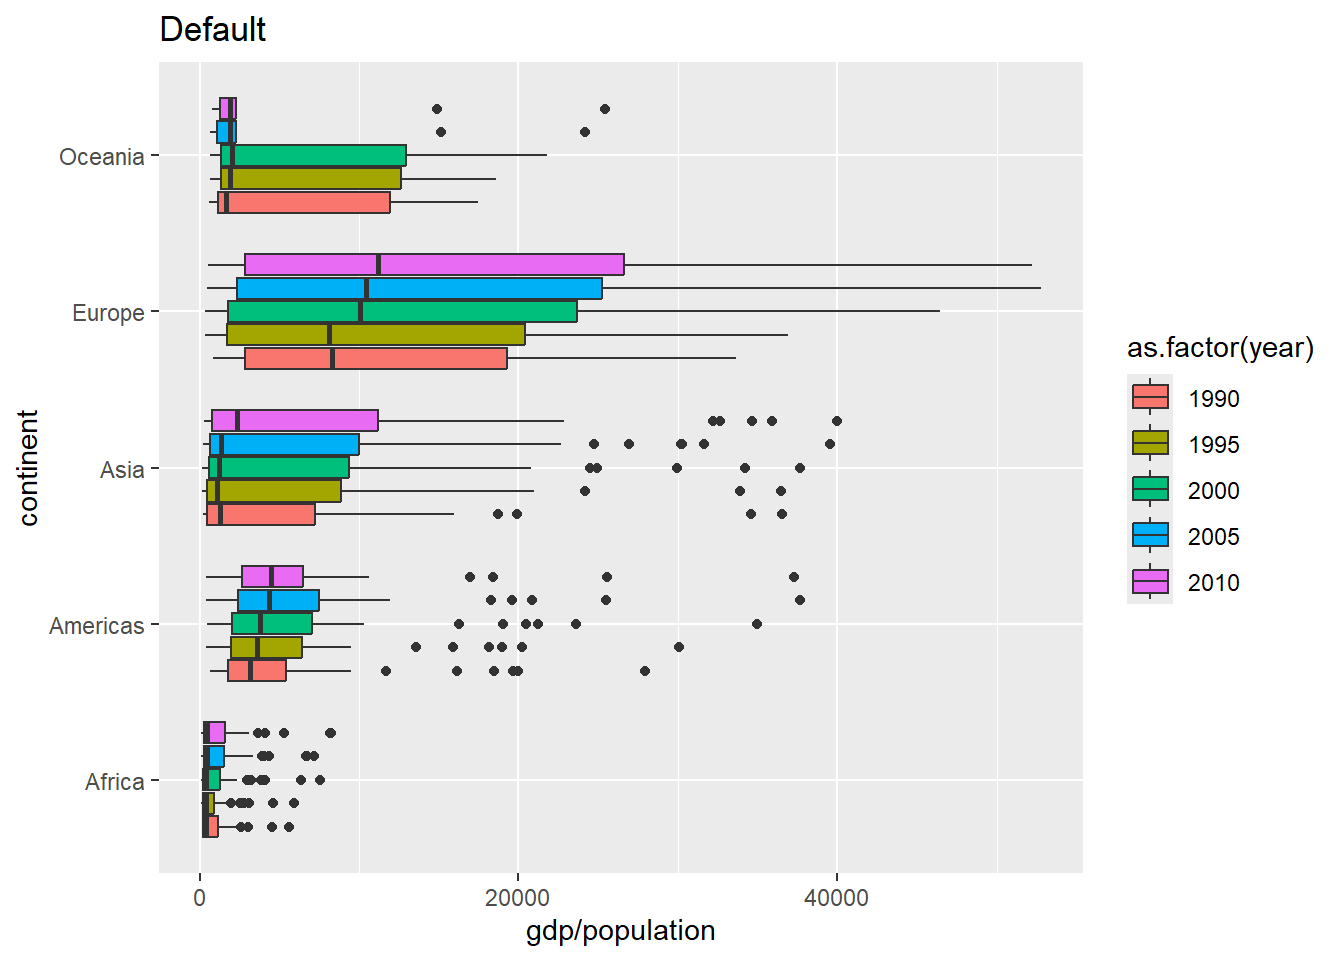 Default
continent
Oceania
Europe
Asia
Americas
Africa
0
20000
40000
gdp/population
as.factor(year)
1990
1995
2000
2005
2010